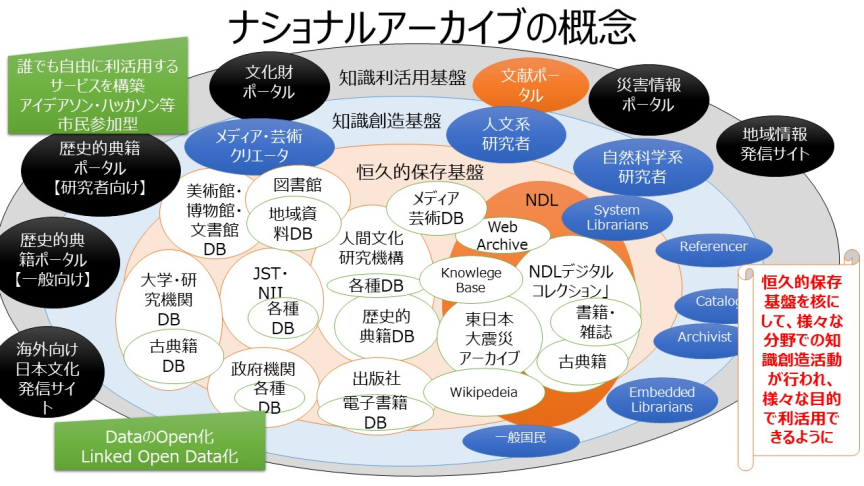 ナショナルアーカイブの概念
誰でも自由に利活用する
サービスを構築
アイデアソン・ハッカソン等
市民参加型
文化財
ポータル
知識利活用基盤
文献ポー
タル
災害情報
ポータル
地域情報
発信サイト
知識創造基盤
メディア・芸術
クリエータ
人文系
研究者
自然科学系
研究者
歴史的典籍
ポータル
【研究者向け】
歴史的典
籍ポータル
【一般向け】
海外向け
日本文化
発信サイ
ト
恒久的保存基盤
美術館・
博物館・
文書館
DB
図書館
地域資
料DB
メディア
芸術DB
NDL
System
Librarians
Web
Archive
Referencer
人間文化
研究機構
各種DB
歴史的
典籍DB
Knowlege
Base
NDLデジタル
コレクション」
書籍・
雑誌
古典籍
大学・研
究機関
DB
古典籍
DB
JST・
NII
各種
DB
東日本
大震災
アーカイブ
Catalog
Archivist
政府機関
各種
DB
出版社
電子書籍
DB
Wikipedeia
Embedded
Librarians
一般国民
恒久的保存
基盤を核に
して、様々な
分野での知
識創造活動
が行われ、
様々な目的
で利活用で
きるように
DataのOpen化
Linked Open Data化